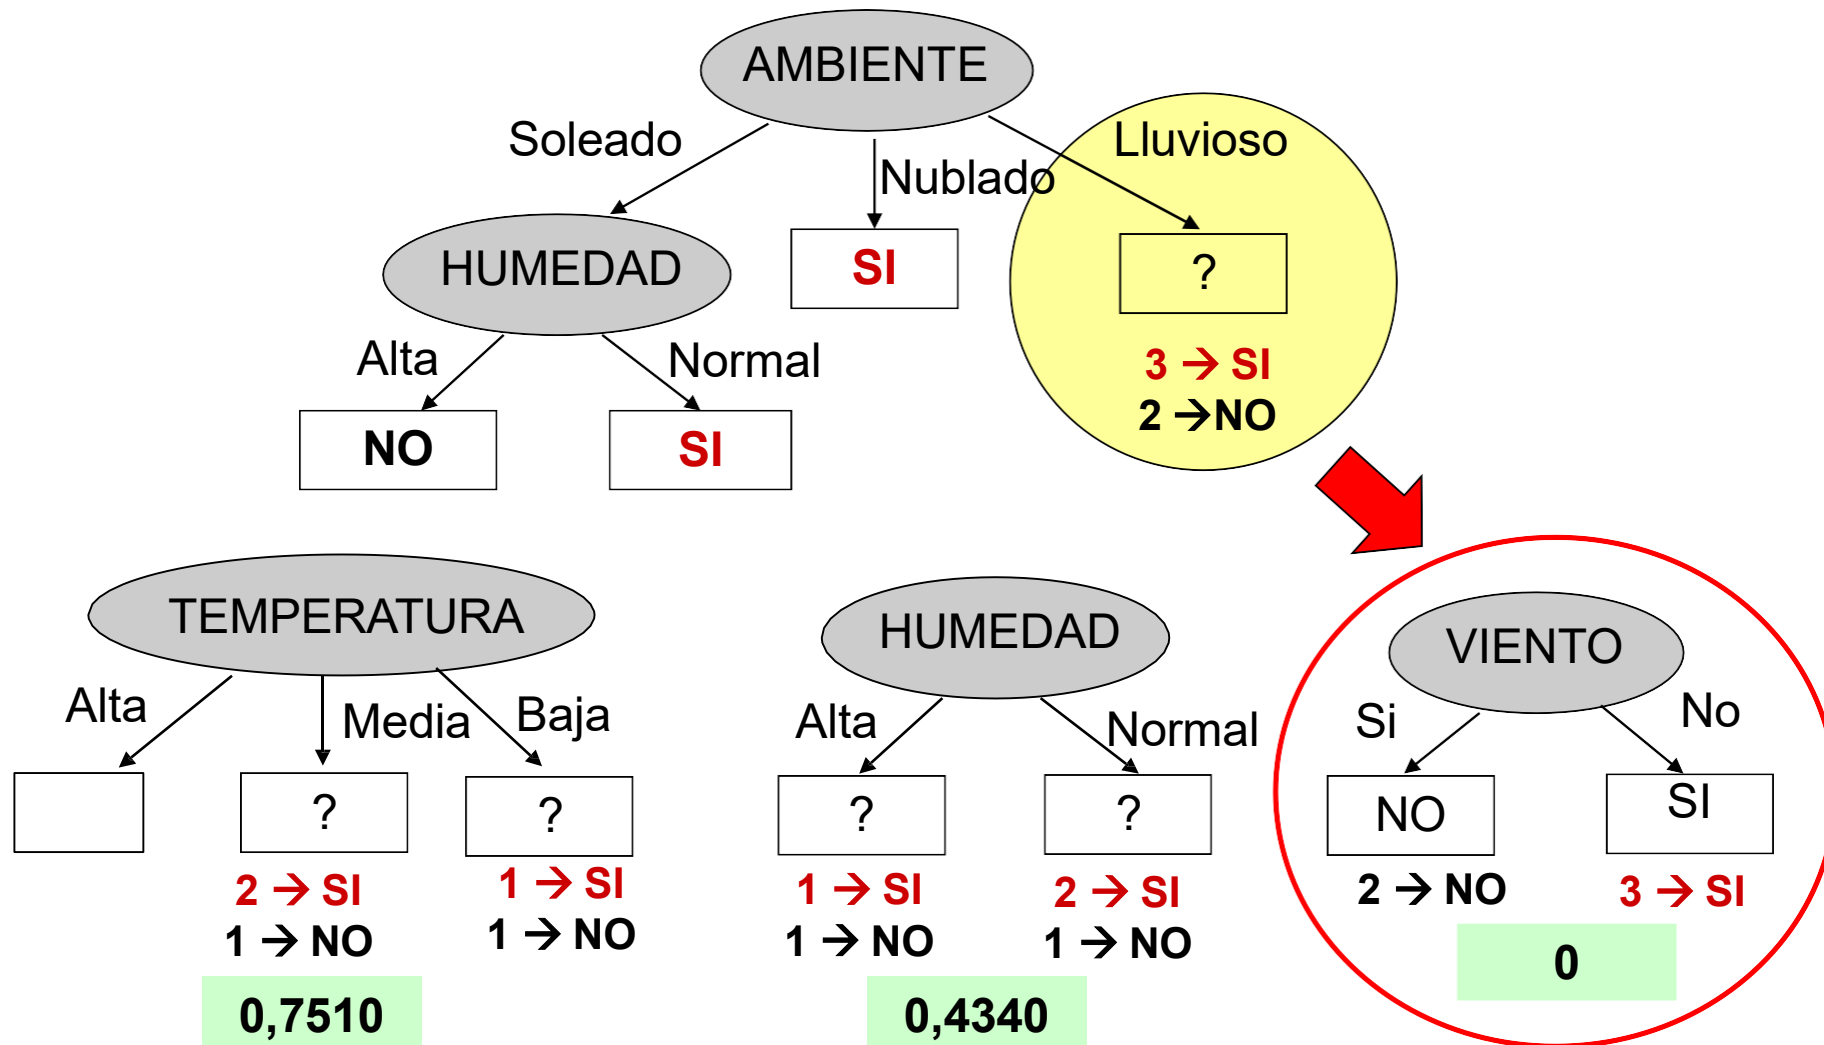 AMBIENTE
Soleado
Nublado
Lluvioso
HUMEDAD
SI
?
Alta
Normal
3 → SI
2 →NO
NO
SI
TEMPERATURA
Alta
Media
Baja
?
?
2 → SI
1 → NO
1 → SI
1 → NO
0,7510
HUMEDAD
Alta
Normal
?
?
1 → SI
1 → NO
2 → SI
1 → NO
0,4340
VIENTO
Si
No
NO
SI
2 → NO
3 → SI
0